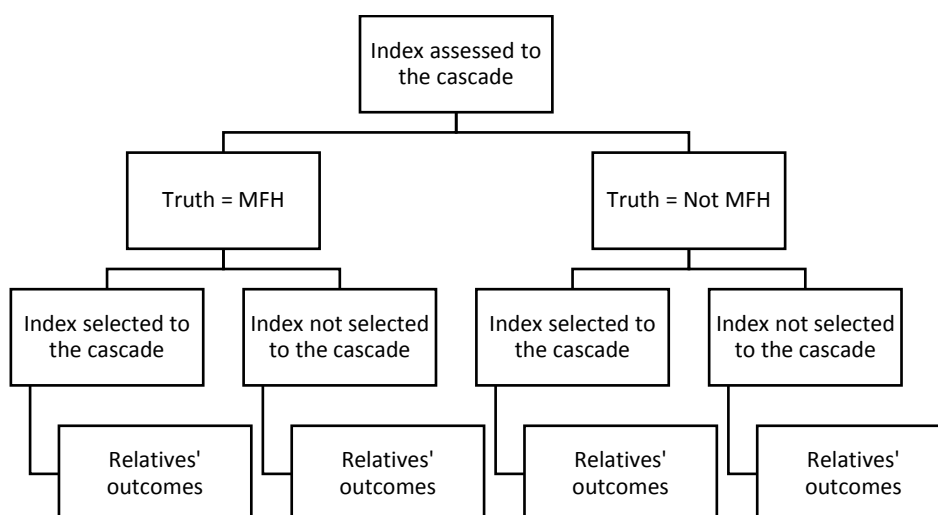 Index assessed to
the cascade
Truth = MFH
Truth = Not MFH
Index selected to
the cascade
Index not selected
to the cascade
Index selected to
the cascade
Index not selected
to the cascade
Relatives'
outcomes
Relatives'
outcomes
Relatives'
outcomes
Relatives'
outcomes